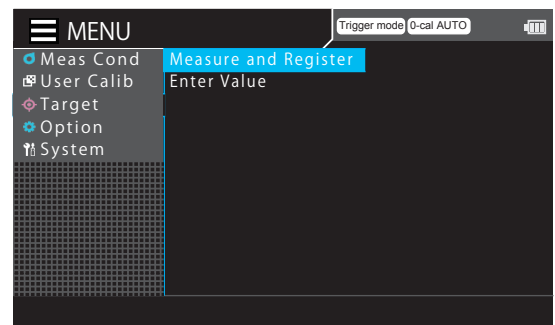 MENU
Trigger mode 0-cal AUTO
Meas Cond
User Calib
Target
Option
System
Measure and Register
Enter Value